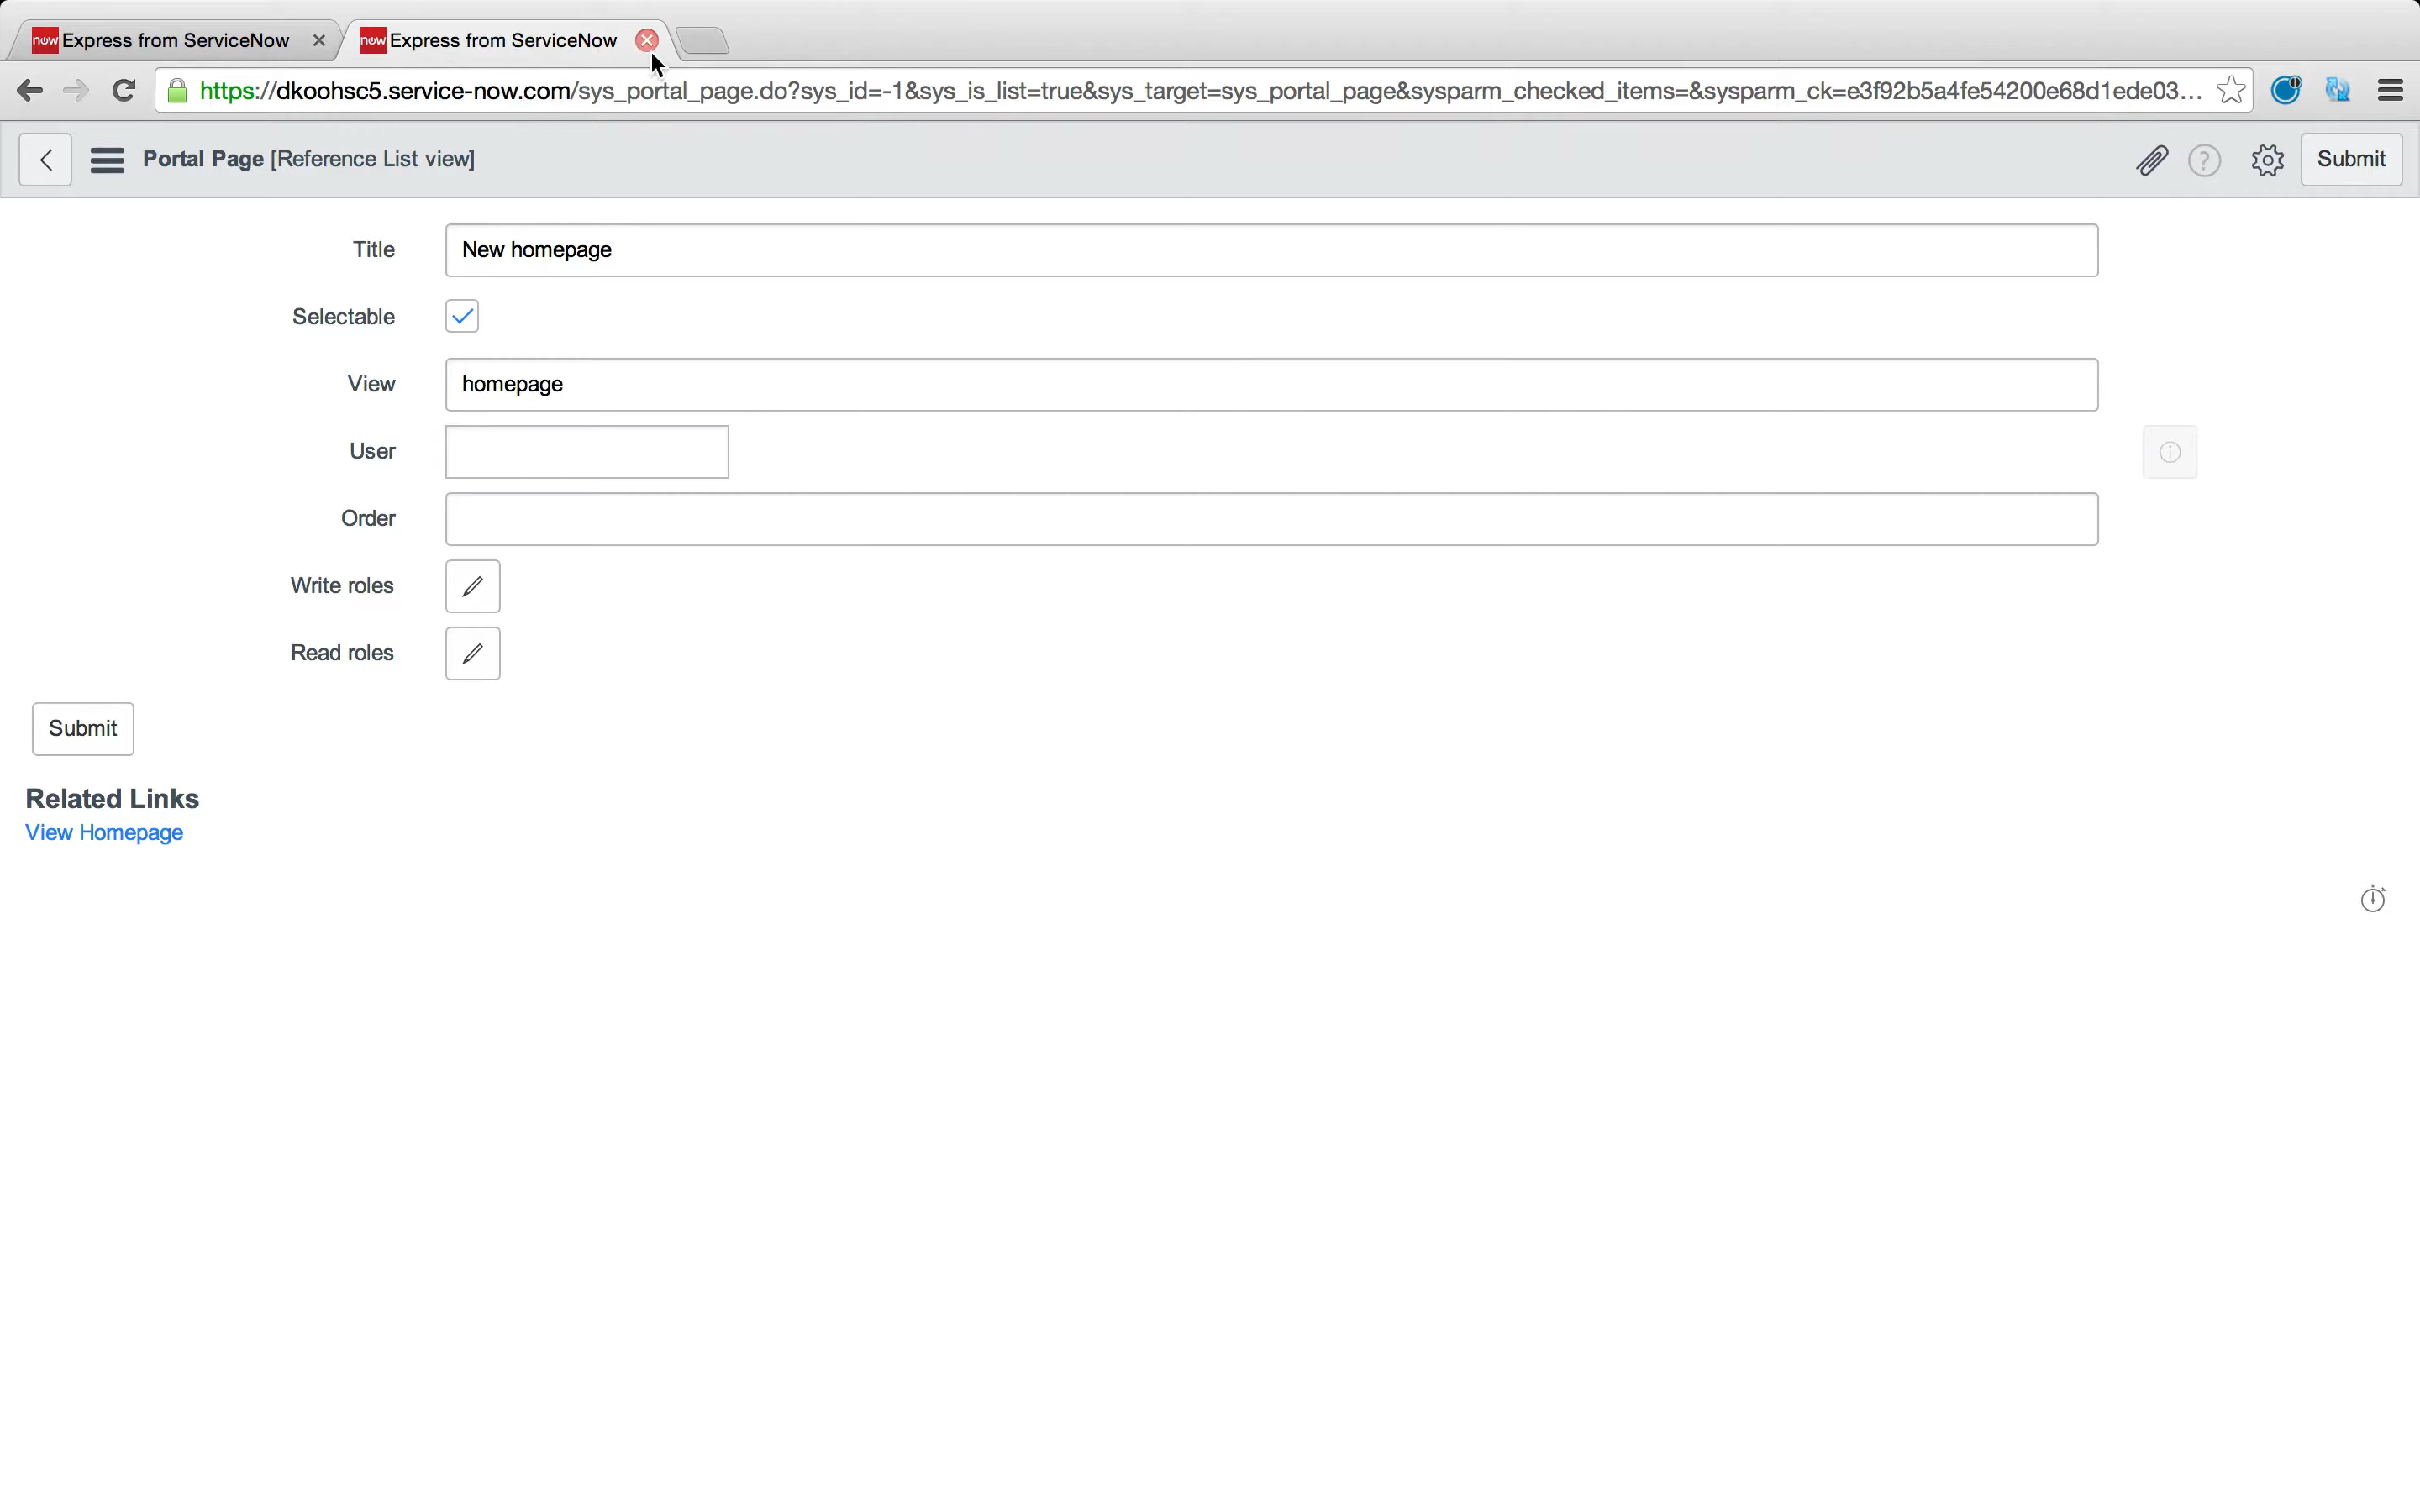 now Express from ServiceNow
now Express from ServiceNow
https://dkoohsc5.service-now.com/sys_portal_page.do?sys_id=-1&sys_is_list=true&sys_target=sys_portal_page&sysparm_checked_items=&sysparm_ck=e3f92b5a4fe54200e68d1ede03...
Portal Page [Reference List view]
Submit
Title New homepage
Selectable
View homepage
User
Order
Write roles
Read roles
Submit
Related Links
View Homepage